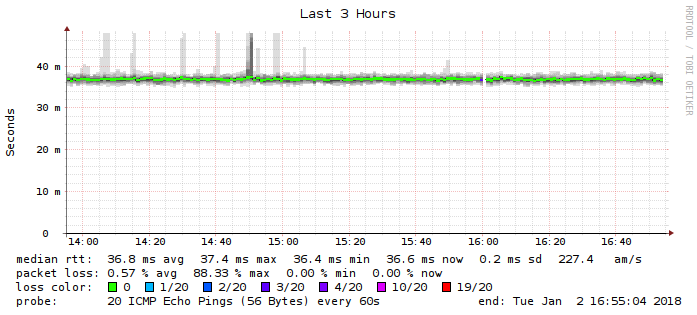 Last 3 Hours
RRDTOOL / TOBI OETIKER
Seconds
40 m
30 m
20 m
10 m
0
14:00 14:20 14:40 15:00 15:20 15:40 16:00 16:20 16:40
median rtt: 36.8 ms avg 37.4 ms max 36.4 ms min 36.6 ms now 0.2 ms sd 227.4 am/s
packet loss: 0.57 % avg 88.33 % max 0.00 % min 0.00 % now
loss color: 0 1/20 2/20 3/20 4/20 10/20 19/20
probe: 20 ICMP Echo Pings (56 Bytes) every 60s end: Tue Jan 2 16:55:04 2018